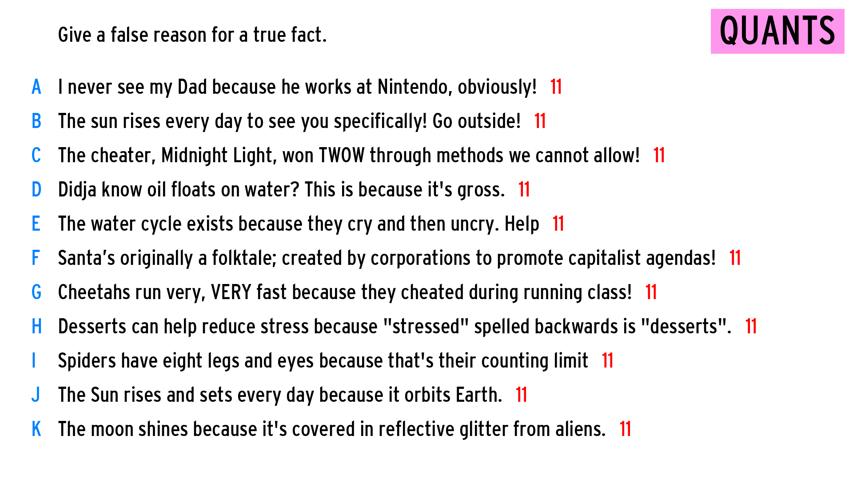 Give a false reason for a true fact.
QUANTS
A I never see my Dad because he works at Nintendo, obviously! 11
B The sun rises every day to see you specifically! Go outside! 11
C The cheater, Midnight Light, won TWOW through methods we cannot allow! 11
D Didja know oil floats on water? This is because it's gross. 11
E The water cycle exists because they cry and then uncry. Help 11
F Santa’s originally a folktale; created by corporations to promote capitalist agendas! 11
G Cheetahs run very, VERY fast because they cheated during running class! 11
H Desserts can help reduce stress because "stressed" spelled backwards is "desserts". 11
I Spiders have eight legs and eyes because that's their counting limit 11
J The Sun rises and sets every day because it orbits Earth. 11
K The moon shines because it's covered in reflective glitter from aliens. 11